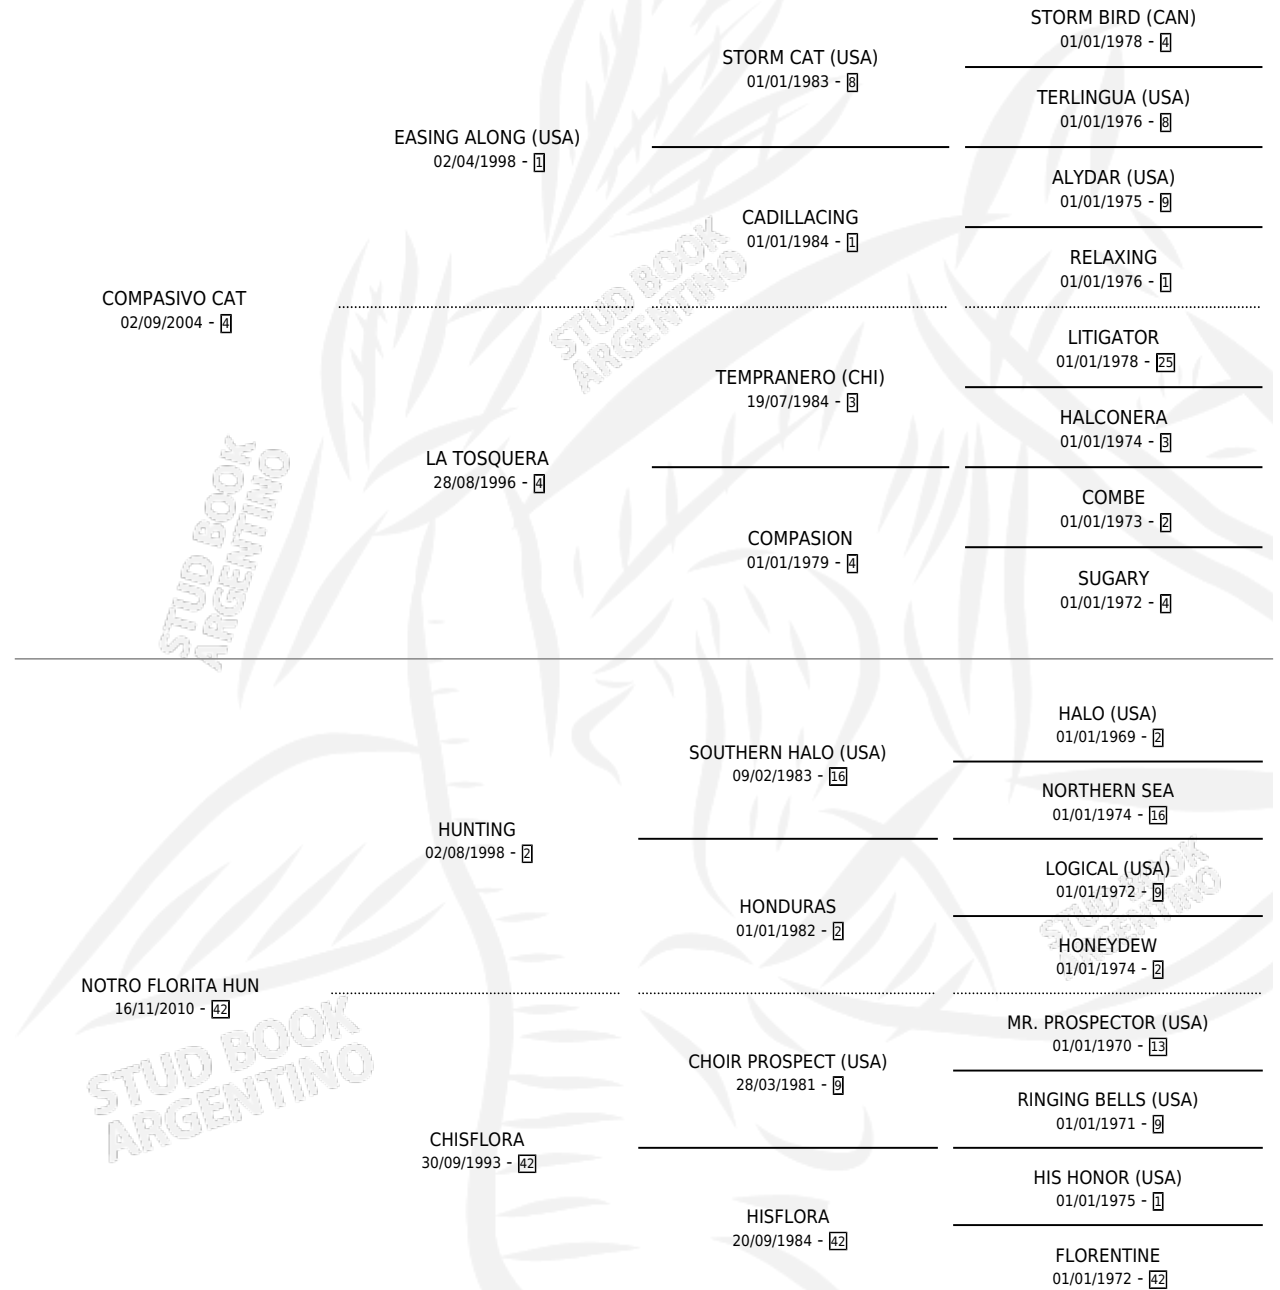 STORM BIRD (CAN)
01/01/1978 - 4
STORM CAT (USA)
01/01/1983 - 8
TERLINGUA (USA)
01/01/1976 - 8
EASING ALONG (USA)
02/04/1998 - 1
ALYDAR (USA)
01/01/1975 - 9
CADILLACING
01/01/1984 - 1
RELAXING
01/01/1976 - 1
COMPASIVO CAT
02/09/2004 - 4
LITIGATOR
01/01/1978 - 25
TEMPRANERO (CHI)
19/07/1984 - 3
HALCONERA
01/01/1974 - 3
LA TOSQUERA
28/08/1996 - 4
COMBE
01/01/1973 - 2
COMPASION
01/01/1979 - 4
SUGARY
01/01/1972 - 4
HALO (USA)
01/01/1969 - 2
SOUTHERN HALO (USA)
09/02/1983 - 16
NORTHERN SEA
01/01/1974 - 16
HUNTING
02/08/1998 - 2
LOGICAL (USA)
01/01/1972 - 9
HONDURAS
01/01/1982 - 2
HONEYDEW
01/01/1974 - 2
NOTRO FLORITA HUN
16/11/2010 - 42
MR. PROSPECTOR (USA)
01/01/1970 - 13
CHOIR PROSPECT (USA)
28/03/1981 - 9
RINGING BELLS (USA)
01/01/1971 - 9
CHISFLORA
30/09/1993 - 42
HIS HONOR (USA)
01/01/1975 - 1
HISFLORA
20/09/1984 - 42
FLORENTINE
01/01/1972 - 42
STUD BOOK
ARGENTINO
STUD BOOK
ARGENTINO
STUD BOOK
ARGENTINO
STUD BOOK
ARGENTINO